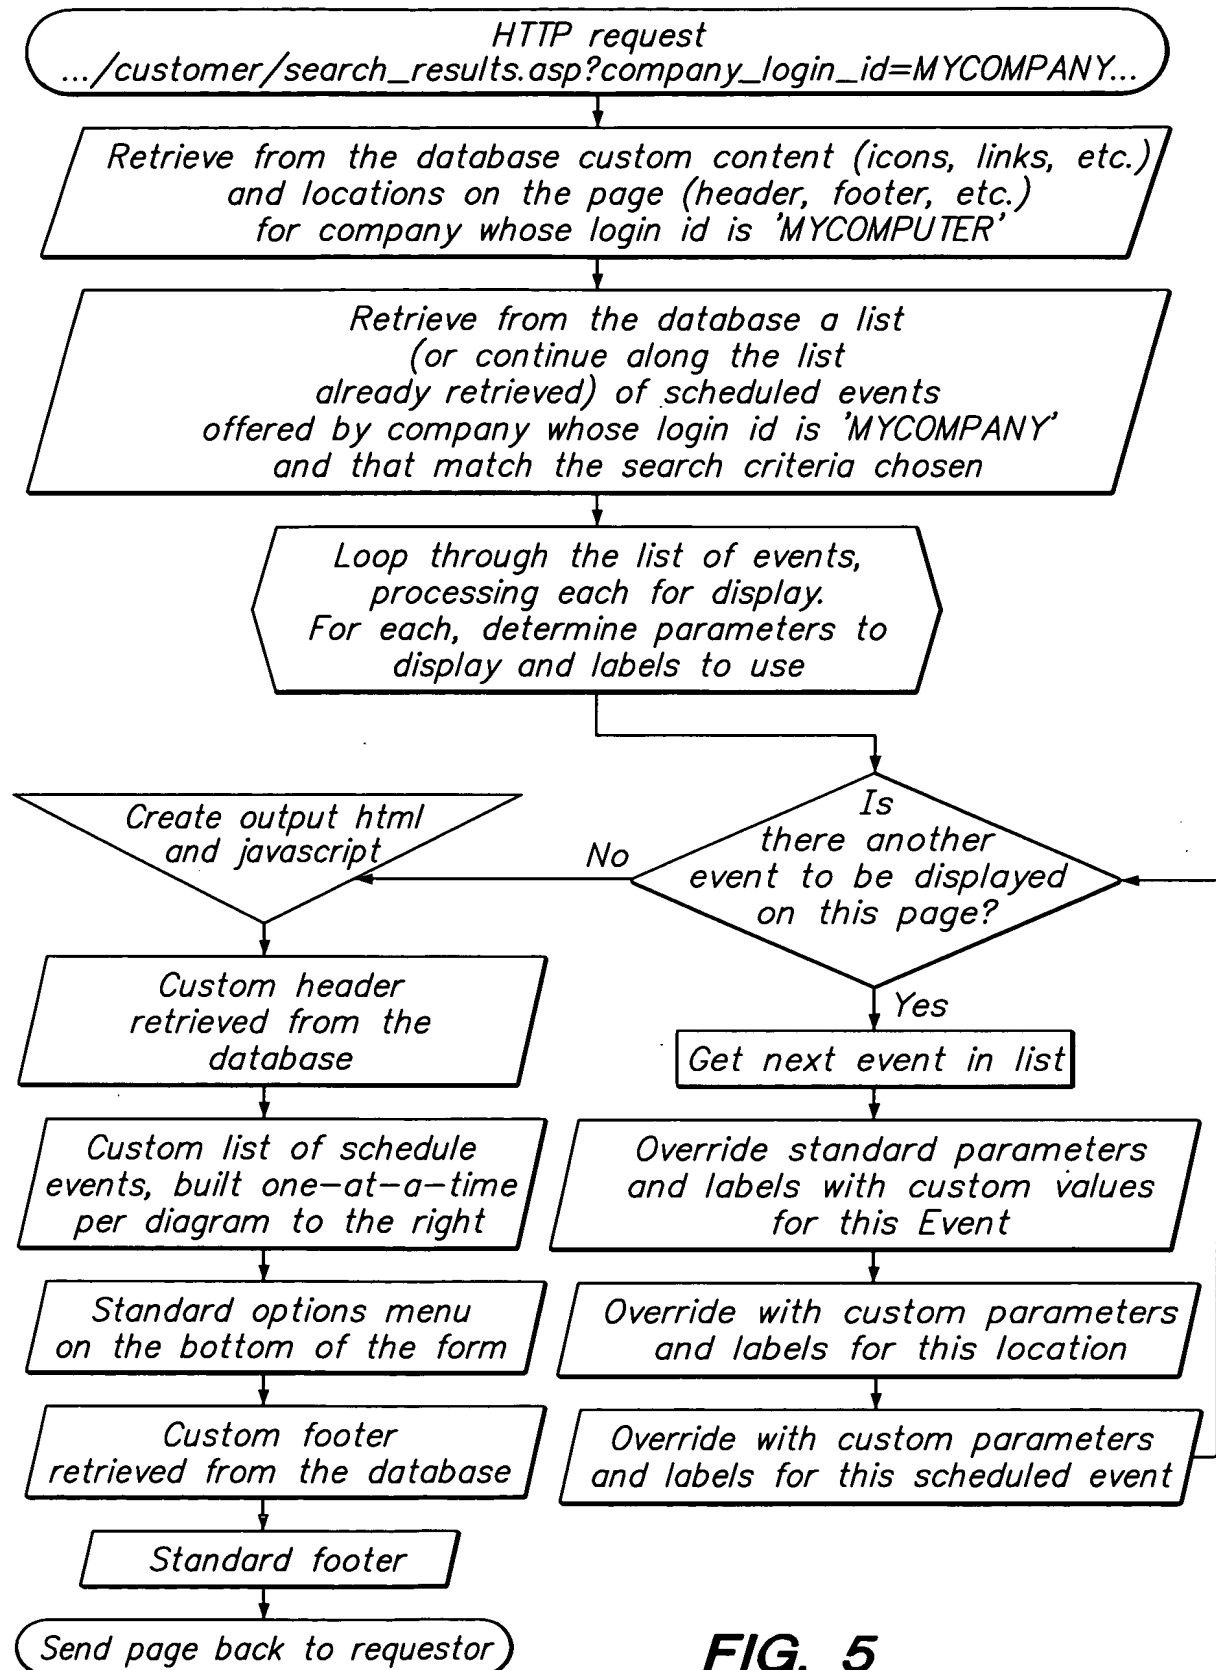 HTTP request
.../customer/search_results.asp?company_login_id=MYCOMPANY...
Retrieve from the database custom content (icons, links, etc.)
and locations on the page (header, footer, etc.)
for company whose login id is 'MYCOMPUTER'
Retrieve from the database a list
(or continue along the list
already retrieved) of scheduled events
offered by company whose login id is 'MYCOMPANY'
and that match the search criteria chosen
Loop through the list of events,
processing each for display.
For each, determine parameters to
display and labels to use
Is
there another
event to be displayed
on this page?
No
Yes
Create output html
and javascript
Custom header
retrieved from the
database
Custom list of schedule
events, built one-at-a-time
per diagram to the right
Standard options menu
on the bottom of the form
Custom footer
retrieved from the database
Standard footer
Send page back to requestor
Get next event in list
Override standard parameters
and labels with custom values
for this Event
Override with custom parameters
and labels for this location
Override with custom parameters
and labels for this scheduled event
FIG. 5